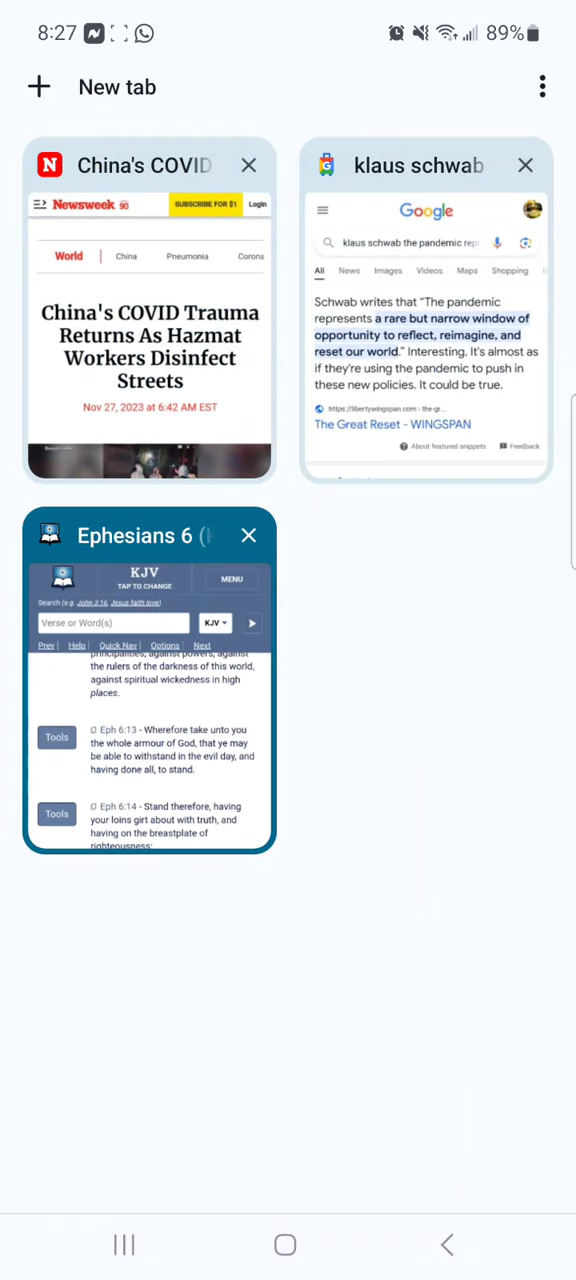 8:27
89%
New tab
China's COVID
Newsweek 90
SUBSCRIBE FOR $1
Login
World
China
Pneumonia
Corona
China's COVID Trauma
Returns As Hazmat
Workers Disinfect
Streets
Nov 27, 2023 at 6:42 AM EST
klaus schwab
Google
klaus schwab the pandemic rep
All News Images Videos Maps Shopping
Schwab writes that “The pandemic
represents a rare but narrow window of
opportunity to reflect, reimagine, and
reset our world.” Interesting. It's almost as
if they're using the pandemic to push in
these new policies. It could be true.
https://libertywingspan.com › the-gr...
The Great Reset - WINGSPAN
About featured snippets
Feedback
Ephesians 6 (
KJV
TAP TO CHANGE
MENU
Search (e.g. John 3:16, Jesus faith love)
Verse or Word(s)
KJV
Prev | Help | Quick Nav | Options | Next
principalities, against powers, against
the rulers of the darkness of this world,
against spiritual wickedness in high
places.
Tools
Eph 6:13 - Wherefore take unto you
the whole armour of God, that ye may
be able to withstand in the evil day, and
having done all, to stand.
Tools
Eph 6:14 - Stand therefore, having
your loins girt about with truth, and
having on the breastplate of
righteousness;